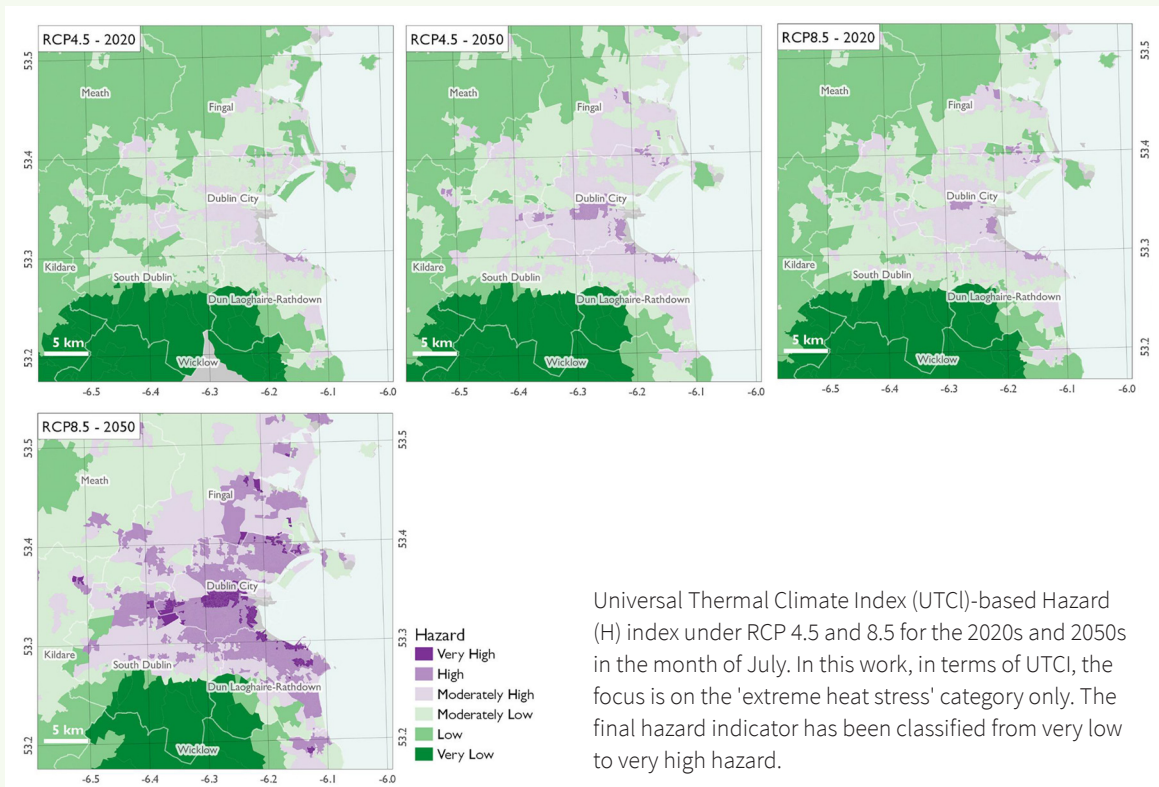 RCP4.5 - 2020
53.5
Meath
Fingal
53.4
Dublin City
53.3
Kildare
South Dublin
Dun Laoghaire-Rathdown
5 km
53.2
Wicklow
-6.5
-6.4
-6.3
-6.2
-6.1
-6.0
RCP4.5 - 2050
Meath
Fingal
Dublin City
Kildare
South Dublin
Dun Laoghaire-Rathdown
5 km
Wicklow
-6.5
-6.4
-6.3
-6.2
-6.1
-6.0
RCP8.5 - 2020
53.5
Meath
Fingal
53.4
Dublin City
53.3
Kildare
South Dublin
Dun Laoghaire-Rathdown
5 km
53.2
Wicklow
-6.5
-6.4
-6.3
-6.2
-6.1
-6.0
RCP8.5 - 2050
53.5
53.5
Meath
Fingal
53.4
53.4
Dublin City
53.3
53.3
Kildare
South Dublin
Dun Laoghaire-Rathdown
5 km
53.2
53.2
Wicklow
-6.5
-6.4
-6.3
-6.2
-6.1
-6.0
Hazard
Very High
High
Moderately High
Moderately Low
Low
Very Low
Universal Thermal Climate Index (UTCI)-based Hazard
(H) index under RCP 4.5 and 8.5 for the 2020s and 2050s
in the month of July. In this work, in terms of UTCI, the
focus is on the 'extreme heat stress' category only. The
final hazard indicator has been classified from very low
to very high hazard.